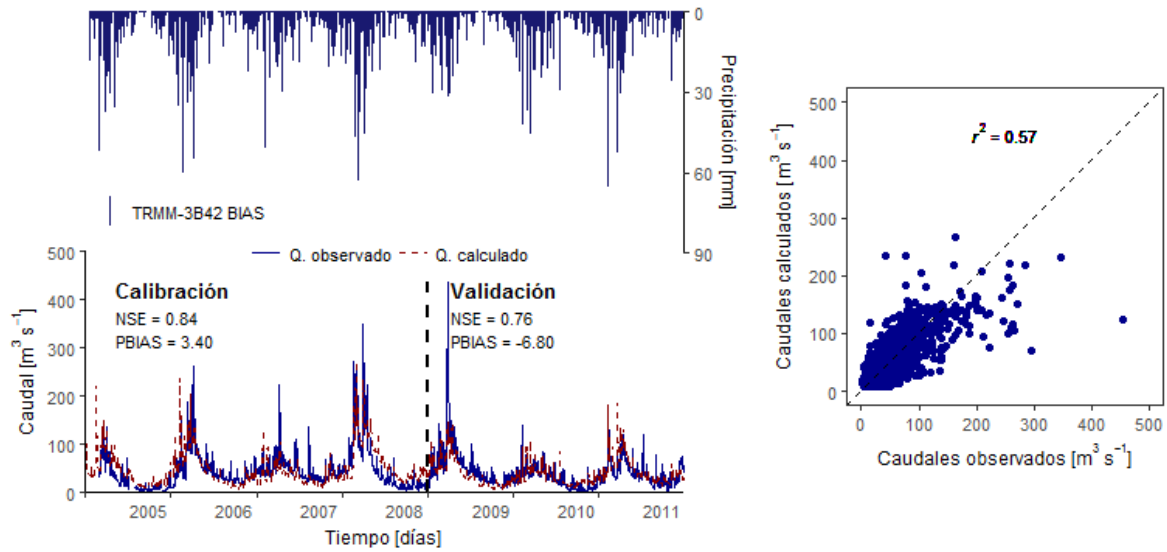 0
30
60
90
Precipitación [mm]
TRMM-3B42 BIAS
Q. observado
Q. calculado
500
400
300
200
100
0
Caudal [m³ s⁻¹]
Calibración
NSE = 0.84
PBIAS = 3.40
Validación
NSE = 0.76
PBIAS = -6.80
2005 2006 2007 2008 2009 2010 2011
Tiempo [días]
r² = 0.57
500
400
300
200
100
0
Caudales calculados [m³ s⁻¹]
0 100 200 300 400 500
Caudales observados [m³ s⁻¹]